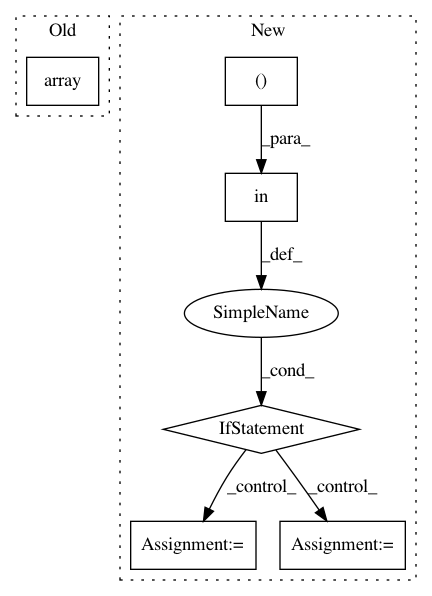 Old
New
array
()
_para_
in
_def_
SimpleName
_cond_
IfStatement
_control_
_control_
Assignment:=
Assignment:=